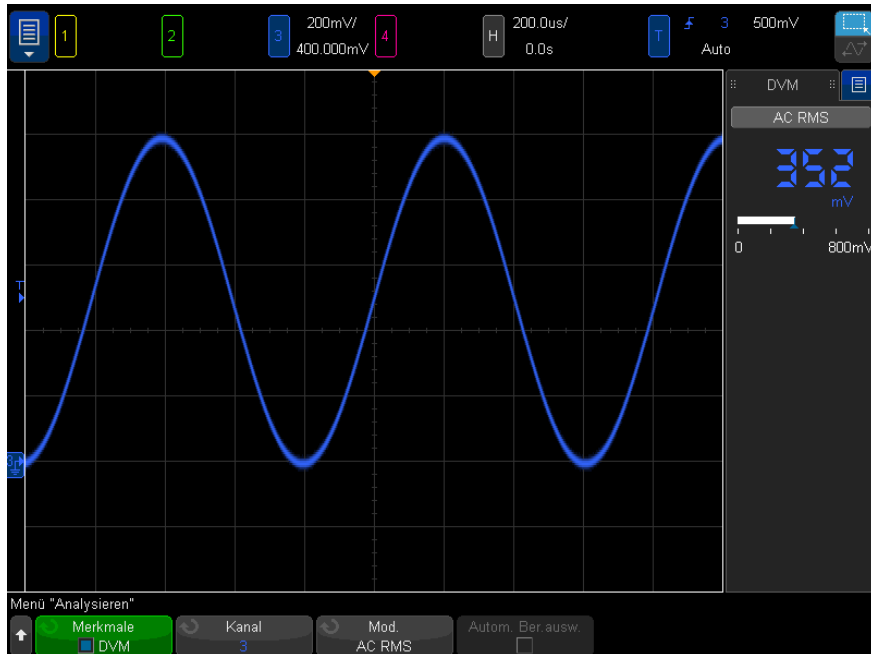 1
2
3
200mV/
400.000mV
4
H
200.0us/
0.0s
T
3
500mV
Auto
DVM
AC RMS
352
mV
0
800mV
T
3
Menü "Analysieren"
Merkmale
DVM
Kanal
3
Mod.
AC RMS
Autom. Ber.ausw.